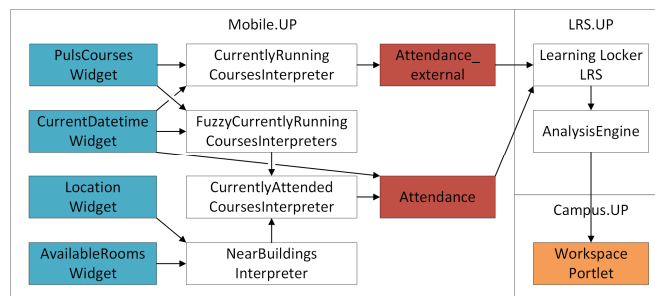 Mobile.UP
LRS.UP
PulsCourses
Widget
CurrentlyRunning
CoursesInterpreter
Attendance_
external
Learning Locker
LRS
CurrentDatetime
Widget
FuzzyCurrentlyRunning
CoursesInterpreters
AnalysisEngine
Location
Widget
CurrentlyAttended
CoursesInterpreter
Attendance
Campus.UP
AvailableRooms
Widget
NearBuildings
Interpreter
Workspace
Portlet